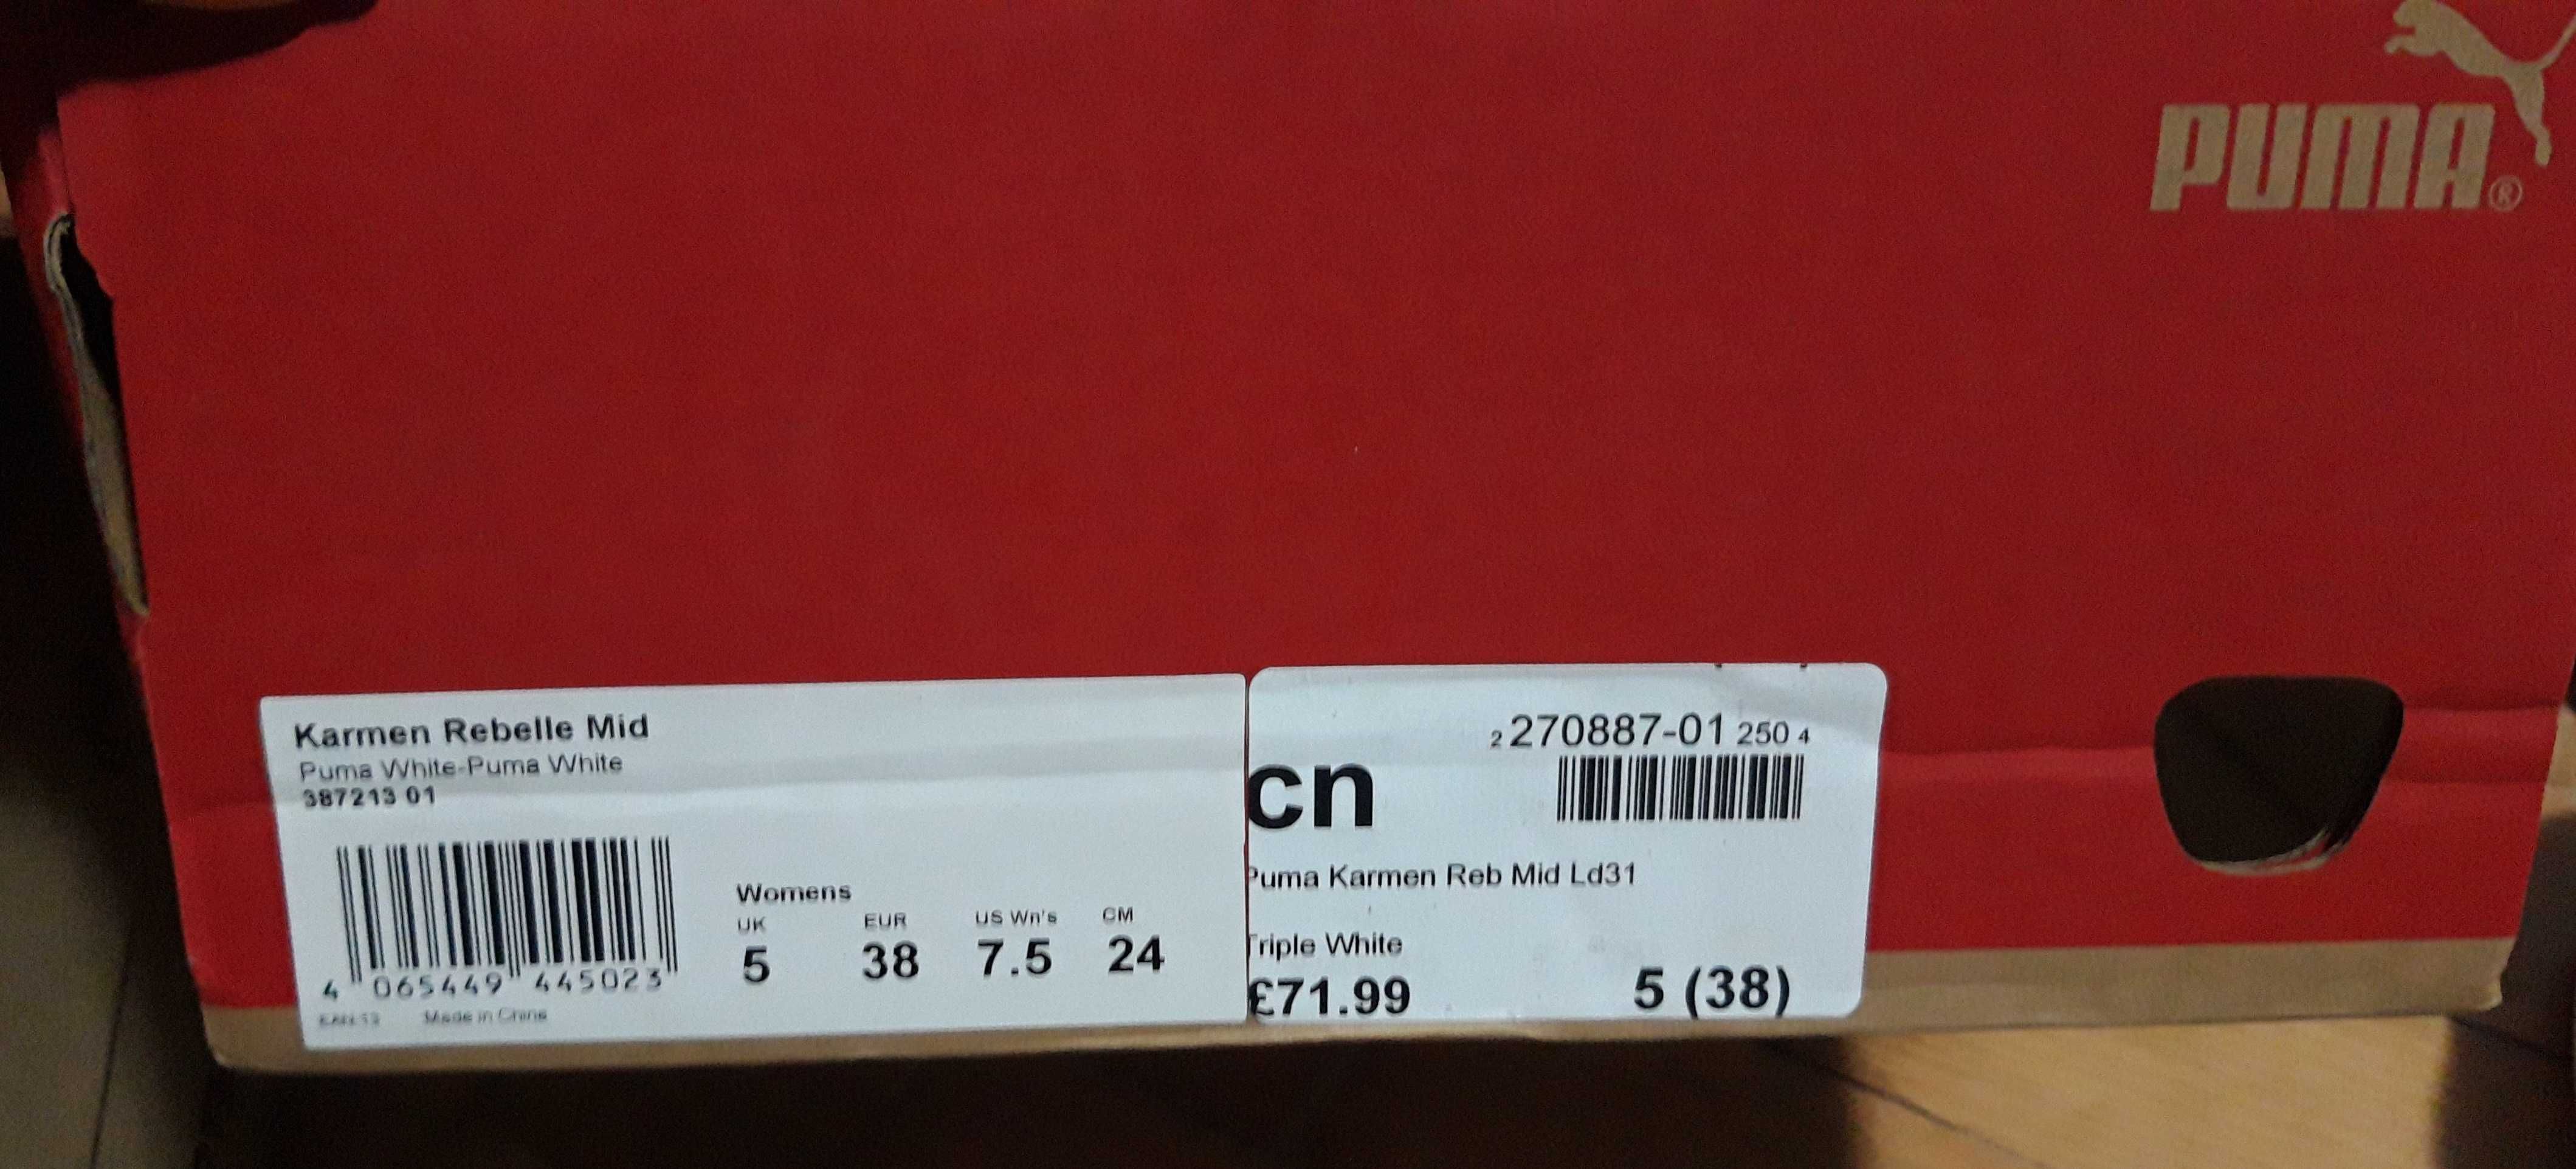 PUMA®
Karmen Rebelle Mid
Puma White-Puma White
387213 01
4 065449 445023
EAN 13 Made in China
Womens
UK EUR US Wn's CM
5 38 7.5 24
2 270887-01 250 4
cn
Puma Karmen Reb Mid Ld31
Triple White
£71.99 5 (38)